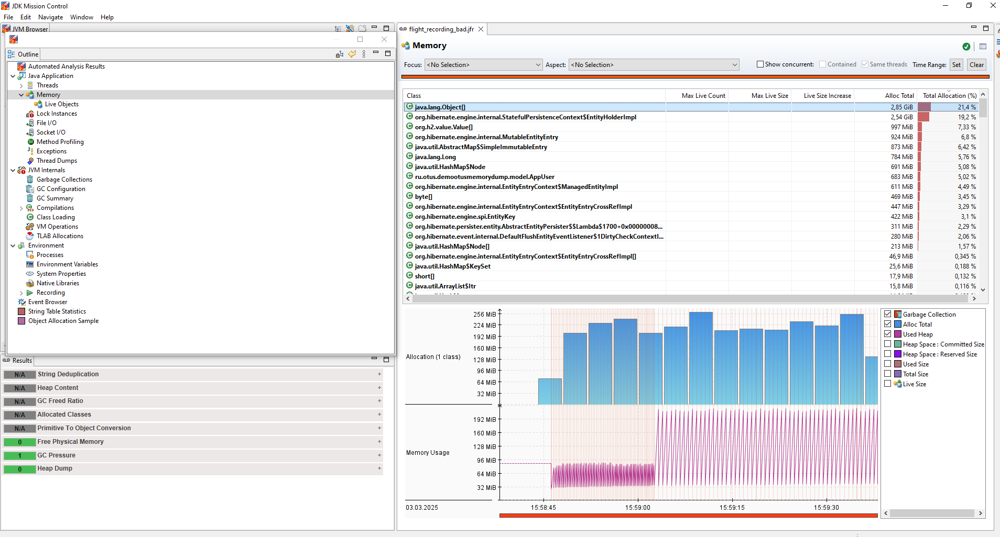 JDK Mission Control
File Edit Navigate Window Help
JVM Browser
Outline
Automated Analysis Results
Java Application
Threads
Memory
Live Objects
Lock Instances
File I/O
Socket I/O
Method Profiling
Exceptions
Thread Dumps
JVM Internals
Garbage Collections
GC Configuration
GC Summary
Compilations
Class Loading
VM Operations
TLAB Allocations
Environment
Processes
Environment Variables
System Properties
Native Libraries
Recording
Event Browser
String Table Statistics
Object Allocation Sample
Results
N/A String Deduplication
N/A Heap Content
N/A GC Freed Ratio
N/A Allocated Classes
N/A Primitive To Object Conversion
0 Free Physical Memory
1 GC Pressure
0 Heap Dump
flight_recording_bad.jfr
Memory
Focus: <No Selection> Aspect: <No Selection> Show concurrent: Contained Same threads Time Range: Set Clear
Class Max Live Count Max Live Size Live Size Increase Alloc Total Total Allocation (%)
java.lang.Object[] 2,85 GiB 21,4 %
org.hibernate.engine.internal.StatefulPersistenceContext$EntityHolderImpl 2,54 GiB 19,2 %
org.h2.value.Value[] 997 MiB 7,33 %
org.hibernate.engine.internal.MutableEntityEntry 924 MiB 6,8 %
java.util.AbstractMap$SimpleImmutableEntry 873 MiB 6,42 %
java.lang.Long 784 MiB 5,76 %
java.util.HashMap$Node 691 MiB 5,08 %
ru.otus.demootusmemorydump.model.AppUser 683 MiB 5,02 %
org.hibernate.engine.internal.EntityEntryContext$ManagedEntityImpl 611 MiB 4,49 %
byte[] 469 MiB 3,45 %
org.hibernate.engine.internal.EntityEntryContext$EntityEntryCrossRefImpl 447 MiB 3,29 %
org.hibernate.engine.spi.EntityKey 422 MiB 3,1 %
org.hibernate.persister.entity.AbstractEntityPersister$$Lambda$1700+0x00000008... 311 MiB 2,29 %
org.hibernate.event.internal.DefaultFlushEntityEventListener$1DirtyCheckContextI... 280 MiB 2,06 %
java.util.HashMap$Node[] 213 MiB 1,57 %
org.hibernate.engine.internal.EntityEntryContext$EntityEntryCrossRefImpl[] 46,9 MiB 0,345 %
java.util.HashMap$KeySet 25,6 MiB 0,188 %
short[] 17,9 MiB 0,132 %
java.util.ArrayList$Itr 15,8 MiB 0,116 %
Allocation (1 class)
256 MiB
224 MiB
192 MiB
160 MiB
128 MiB
96 MiB
64 MiB
32 MiB
Memory Usage
192 MiB
160 MiB
128 MiB
96 MiB
64 MiB
32 MiB
03.03.2025 15:58:45 15:59:00 15:59:15 15:59:30
Garbage Collection
Alloc Total
Used Heap
Heap Space : Committed Size
Heap Space : Reserved Size
Used Size
Total Size
Live Size